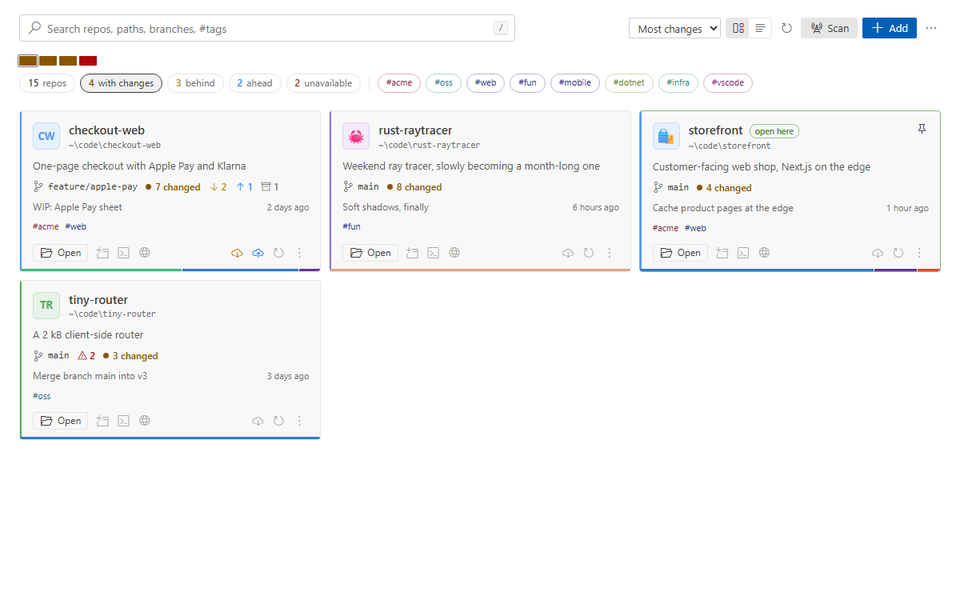 Search repos, paths, branches, #tags /
Most changes
Scan
Add
15 repos
4 with changes
3 behind
2 ahead
2 unavailable
#acme
#oss
#web
#fun
#mobile
#dotnet
#infra
#vscode
CW
checkout-web
~\code\checkout-web
One-page checkout with Apple Pay and Klarna
feature/apple-pay 7 changed 2 1 1
WIP: Apple Pay sheet 2 days ago
#acme #web
Open
rust-raytracer
~\code\rust-raytracer
Weekend ray tracer, slowly becoming a month-long one
main 8 changed
Soft shadows, finally 6 hours ago
#fun
Open
storefront open here
~\code\storefront
Customer-facing web shop, Next.js on the edge
main 4 changed
Cache product pages at the edge 1 hour ago
#acme #web
Open
TR
tiny-router
~\code\tiny-router
A 2 kB client-side router
main 2 3 changed
Merge branch main into v3 3 days ago
#oss
Open